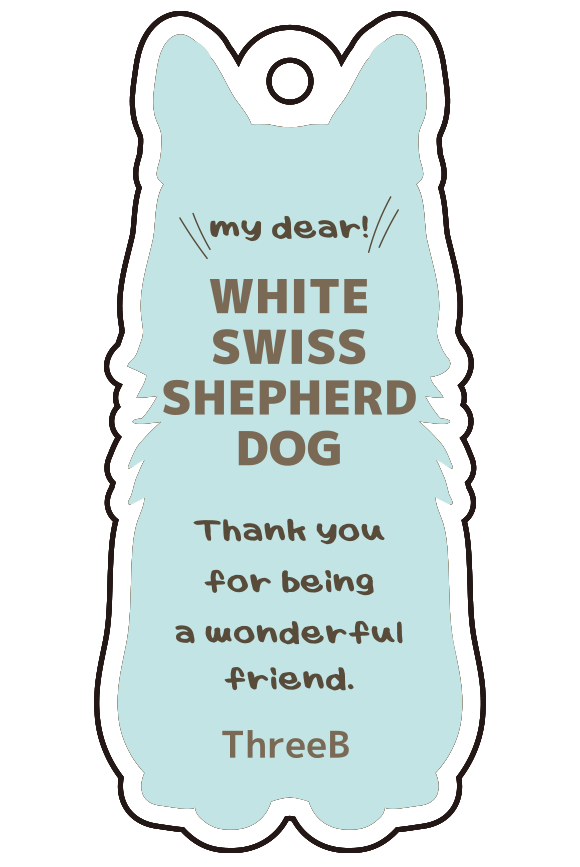 my dear!
WHITE
SWISS
SHEPHERD
DOG
Thank you
for being
a wonderful
friend.
ThreeB